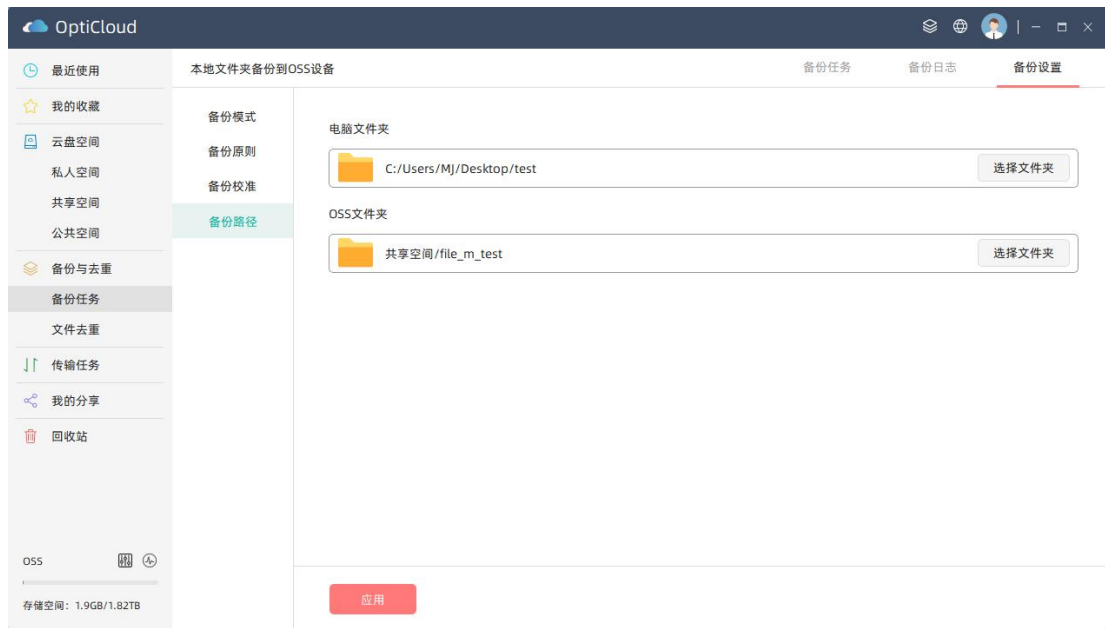 OptiCloud
最近使用
我的收藏
云盘空间
私人空间
共享空间
公共空间
备份与去重
备份任务
文件去重
传输任务
我的分享
回收站
OSS
存储空间：1.9GB/1.82TB
本地文件夹备份到OSS设备
备份任务
备份日志
备份设置
备份模式
备份原则
备份校准
备份路径
电脑文件夹
C:/Users/MJ/Desktop/test
选择文件夹
OSS文件夹
共享空间/file_m_test
选择文件夹
应用